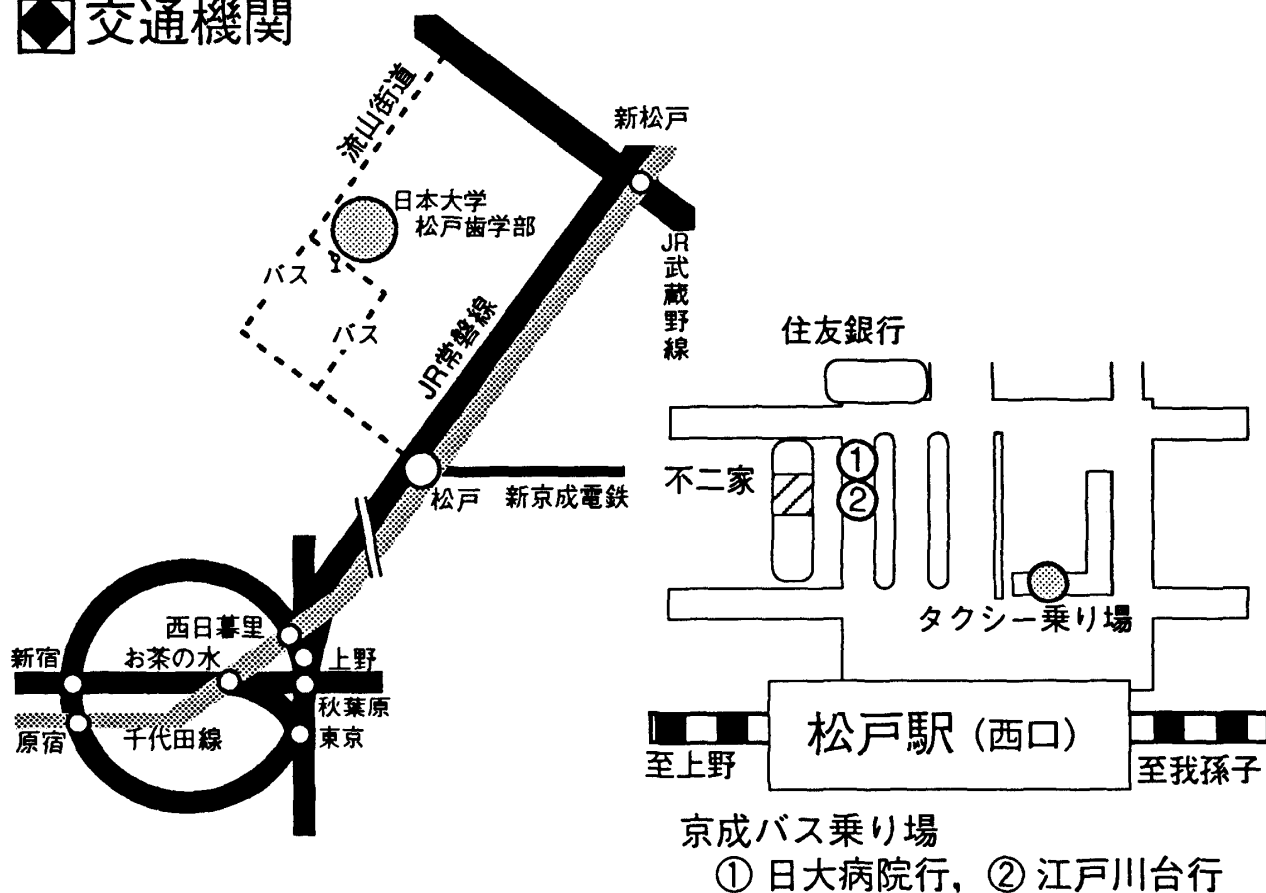 交通機関
流山街道
新松戸
日本大学
松戸歯学部
バス
バス
JR武蔵野線
JR常磐線
松戸
新京成電鉄
西日暮里
新宿
お茶の水
上野
秋葉原
原宿
千代田線
東京
住友銀行
不二家
①
②
タクシー乗り場
松戸駅（西口）
至上野
至我孫子
京成バス乗り場
① 日大病院行，② 江戸川台行